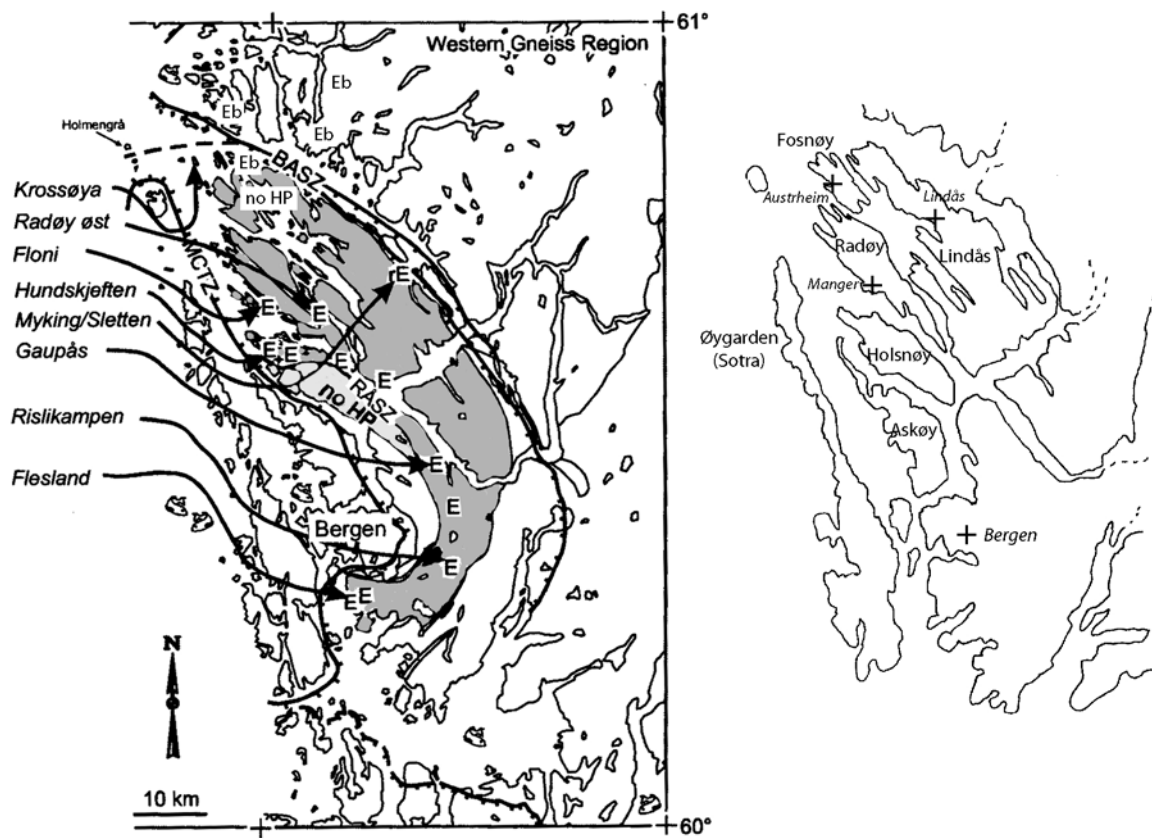 61°
Western Gneiss Region
Eb
Eb
Eb
Holmengrå
Eb
BASZ
no HP
Krossøya
Radøy øst
Floni
Hundskjeften
Myking/Sletten
Gaupås
Rislikampen
Flesland
MCTZ
E
E
E
E
E
E
E
RASZ
no HP
E
E
Bergen
E
E
E
N
10 km
60°
Fosnøy
Austrheim
Lindås
Radøy
Lindås
Manger
Øygarden
(Sotra)
Holsnøy
Askøy
Bergen